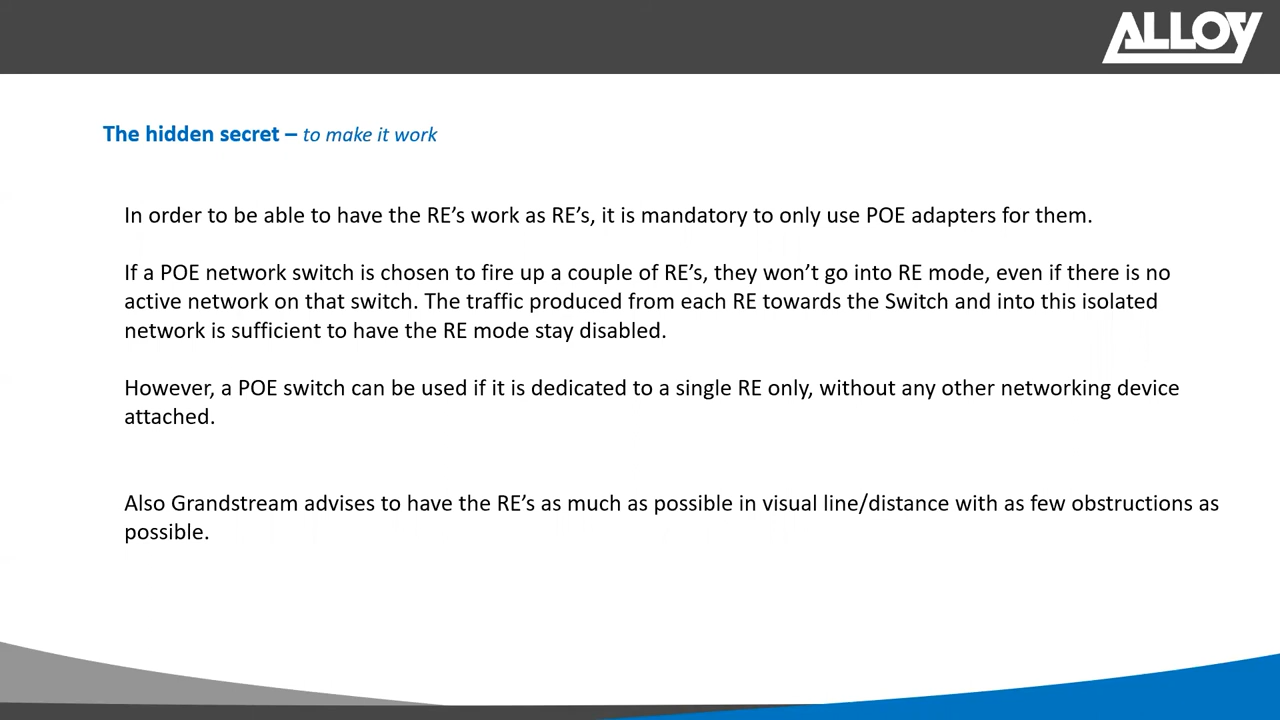 ALLOY
The hidden secret – to make it work
In order to be able to have the RE’s work as RE’s, it is mandatory to only use POE adapters for them.
If a POE network switch is chosen to fire up a couple of RE’s, they won’t go into RE mode, even if there is no
active network on that switch. The traffic produced from each RE towards the Switch and into this isolated
network is sufficient to have the RE mode stay disabled.
However, a POE switch can be used if it is dedicated to a single RE only, without any other networking device
attached.
Also Grandstream advises to have the RE’s as much as possible in visual line/distance with as few obstructions as
possible.